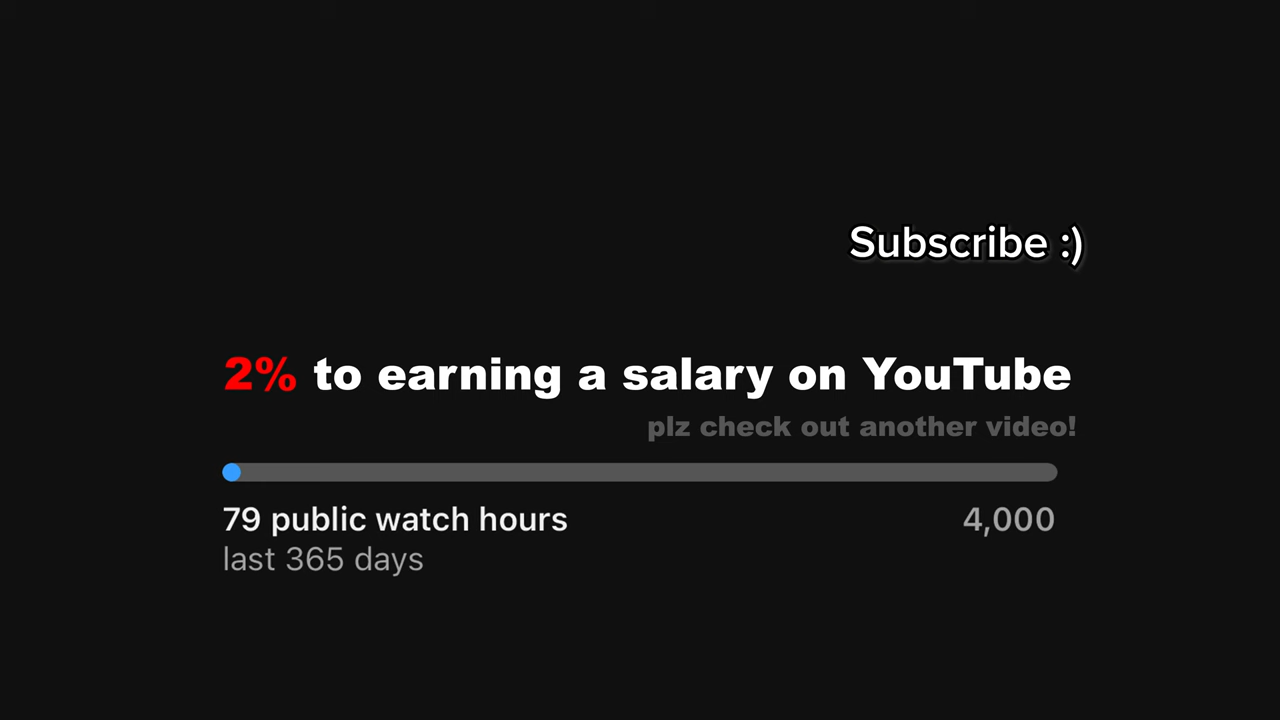 Subscribe :)
2% to earning a salary on YouTube
plz check out another video!
79 public watch hours 4,000
last 365 days